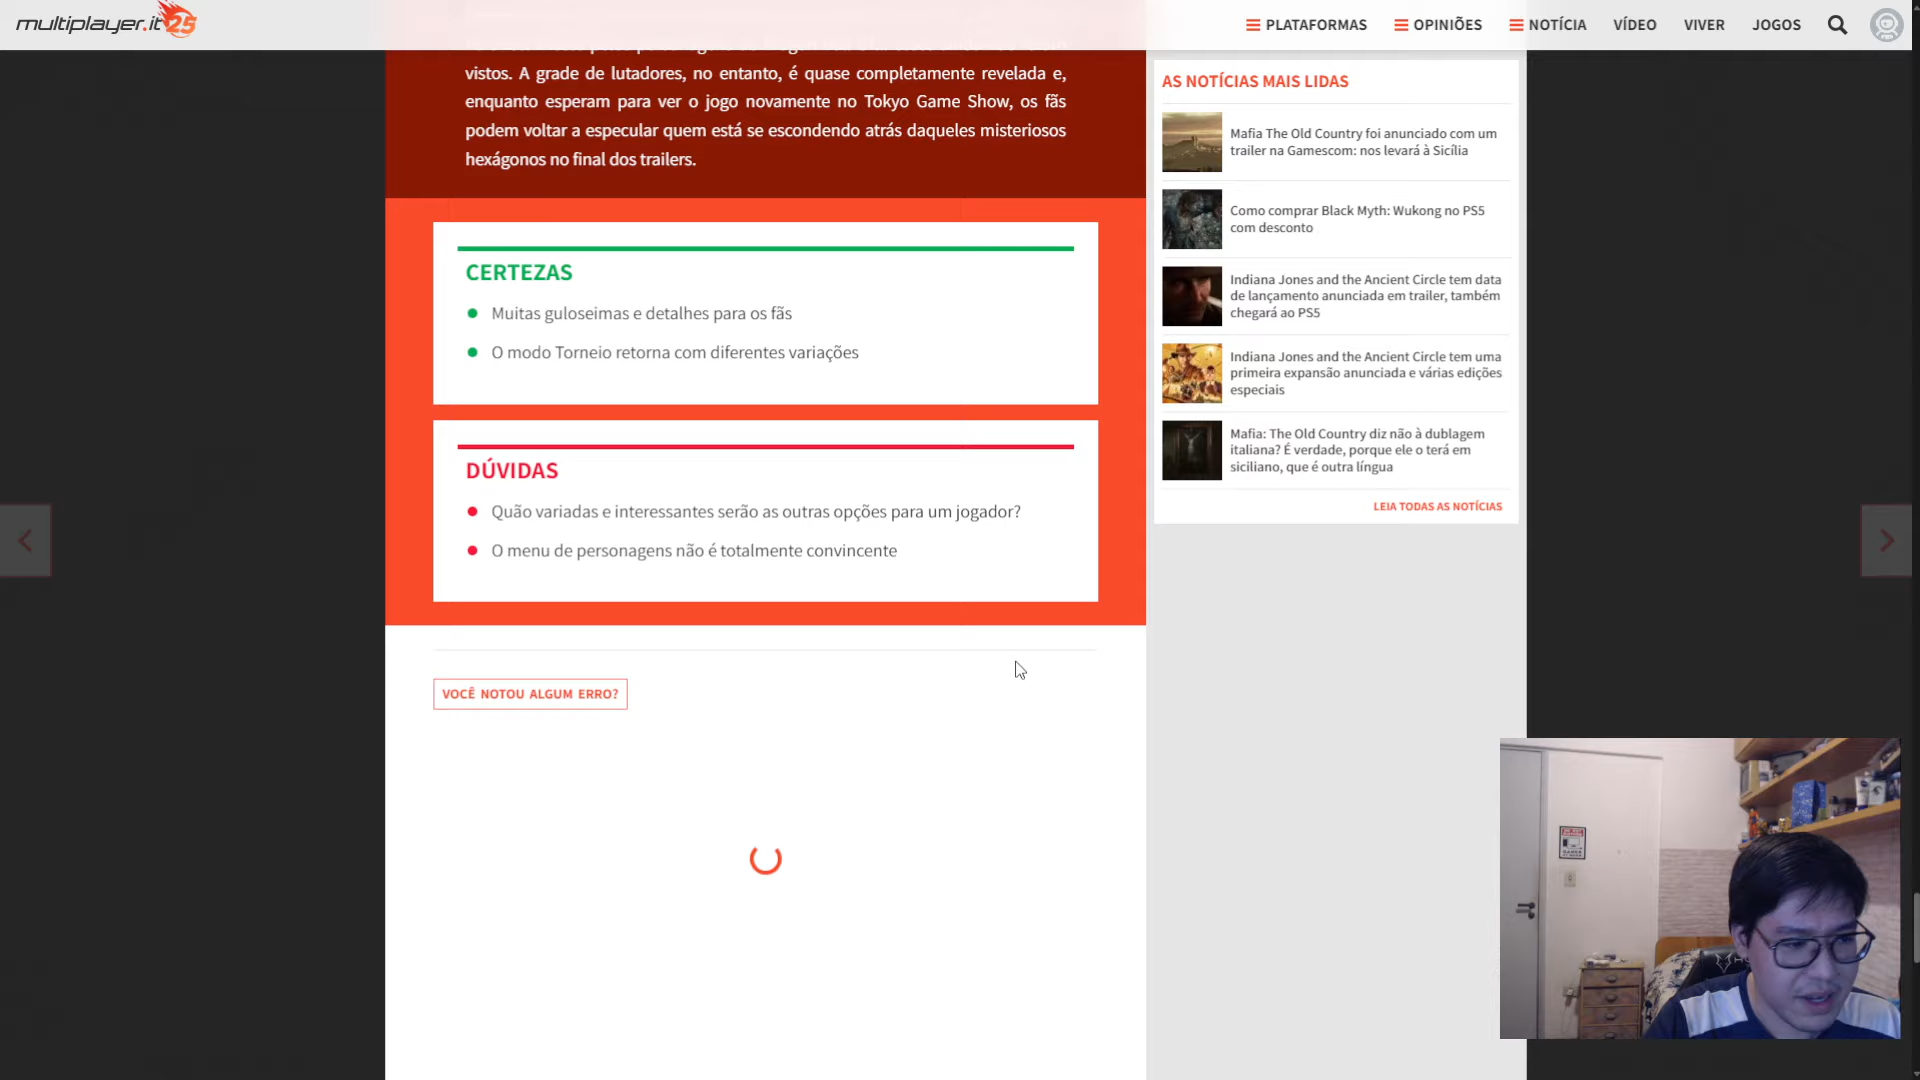 multiplayer.it 25
PLATAFORMAS
OPINIÕES
NOTÍCIA
VÍDEO
VIVER
JOGOS
vistos. A grade de lutadores, no entanto, é quase completamente revelada e,
enquanto esperam para ver o jogo novamente no Tokyo Game Show, os fãs
podem voltar a especular quem está se escondendo atrás daqueles misteriosos
hexágonos no final dos trailers.
CERTEZAS
Muitas guloseimas e detalhes para os fãs
O modo Torneio retorna com diferentes variações
DÚVIDAS
Quão variadas e interessantes serão as outras opções para um jogador?
O menu de personagens não é totalmente convincente
VOCÊ NOTOU ALGUM ERRO?
AS NOTÍCIAS MAIS LIDAS
Mafia The Old Country foi anunciado com um
trailer na Gamescom: nos levará à Sicília
Como comprar Black Myth: Wukong no PS5
com desconto
Indiana Jones and the Ancient Circle tem data
de lançamento anunciada em trailer, também
chegará ao PS5
Indiana Jones and the Ancient Circle tem uma
primeira expansão anunciada e várias edições
especiais
Mafia: The Old Country diz não à dublagem
italiana? É verdade, porque ele o terá em
siciliano, que é outra língua
LEIA TODAS AS NOTÍCIAS